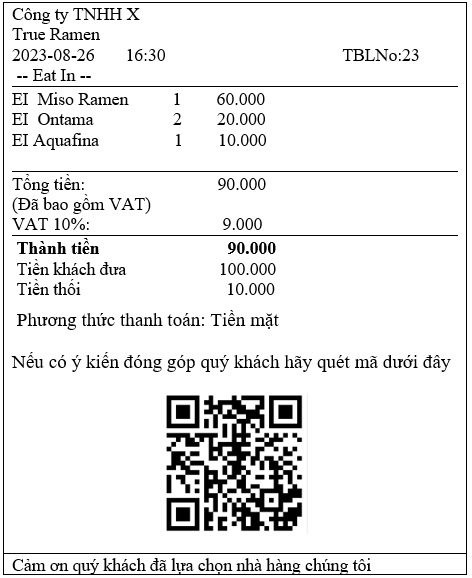 Công ty TNHH X
True Ramen
2023-08-26 16:30 TBLNo:23
-- Eat In --
EI Miso Ramen 1 60.000
EI Ontama 2 20.000
EI Aquafina 1 10.000
Tổng tiền: 90.000
(Đã bao gồm VAT)
VAT 10%: 9.000
Thành tiền 90.000
Tiền khách đưa 100.000
Tiền thối 10.000
Phương thức thanh toán: Tiền mặt
Nếu có ý kiến đóng góp quý khách hãy quét mã dưới đây
Cảm ơn quý khách đã lựa chọn nhà hàng chúng tôi